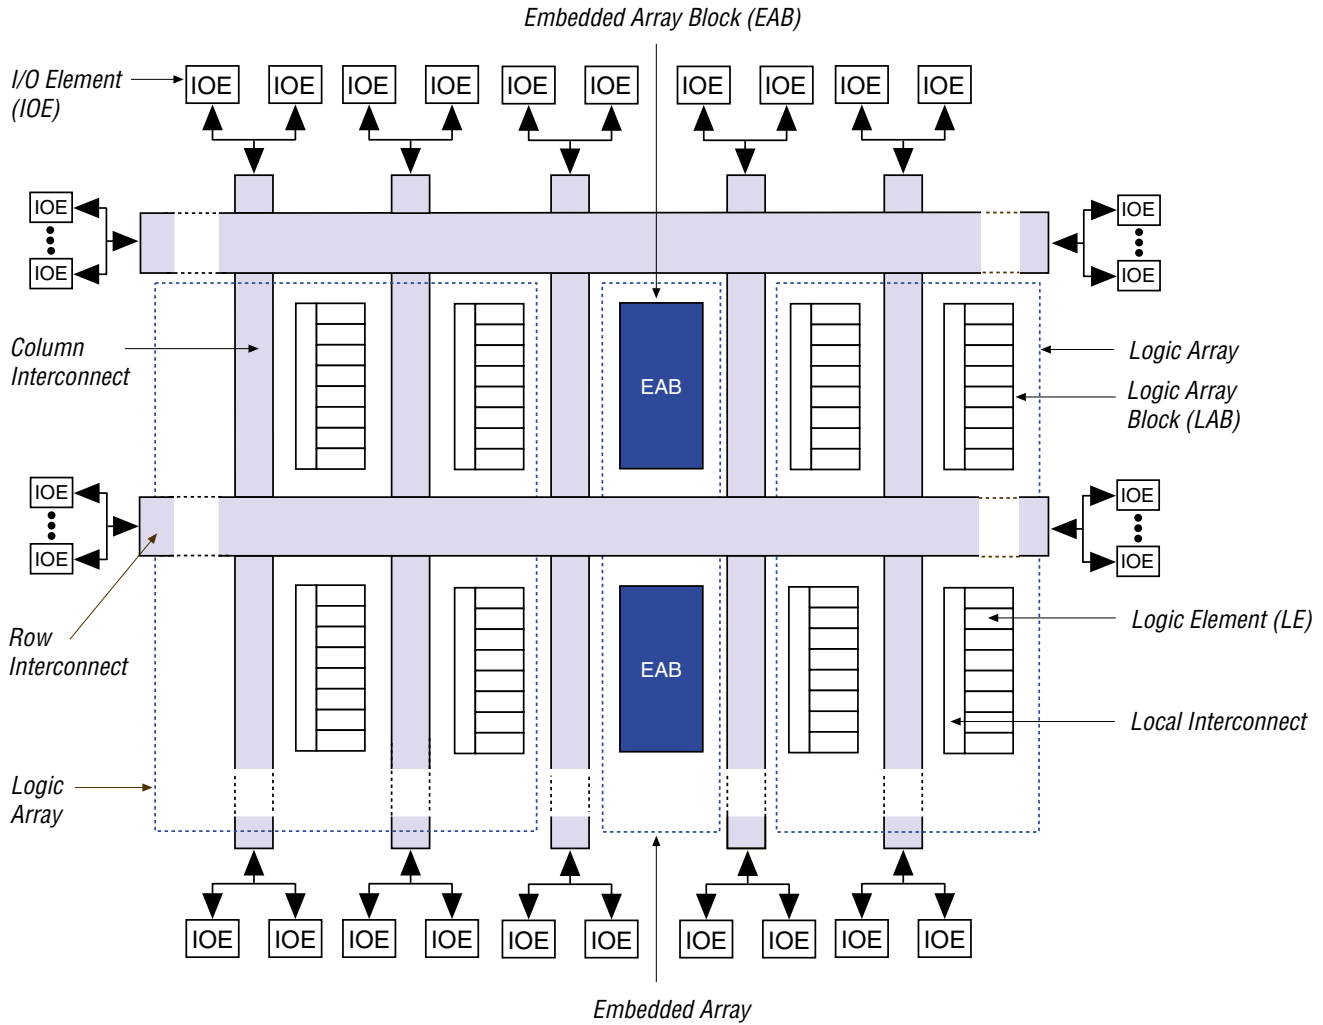 Embedded Array Block (EAB)
I/O Element
(IOE)
IOE IOE IOE IOE IOE IOE IOE IOE IOE IOE
IOE IOE
IOE IOE
Column
Interconnect
EAB
Logic Array
Logic Array
Block (LAB)
IOE IOE
IOE IOE
Row
Interconnect
EAB
Logic Element (LE)
Local Interconnect
Logic
Array
IOE IOE IOE IOE IOE IOE IOE IOE IOE IOE
Embedded Array